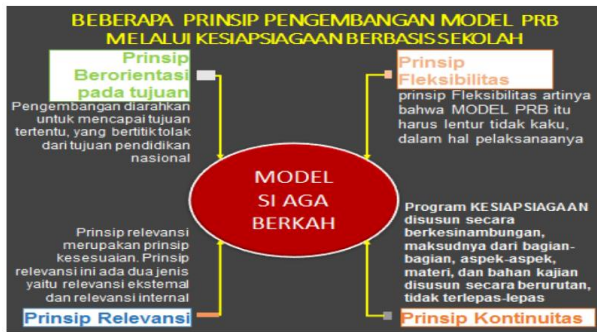 BEBERAPA PRINSIP PENGEMBANGAN MODEL PRB
MELALUI KESIAPSIAGAAN BERBASIS SEKOLAH
Prinsip
Berorientasi
pada tujuan
Pengembangan diarahkan
untuk mencapai tujuan
tertentu, yang bertitik tolak
dari tujuan pendidikan
nasional
Prinsip
Fleksibilitas
prinsip Fleksibilitas artinya
bahwa MODEL PRB itu
harus lentur tidak kaku,
dalam hal pelaksanaanya
MODEL
SI AGA
BERKAH
Prinsip relevansi
merupakan prinsip
kesesuaian. Prinsip
relevansi ini ada dua jenis
yaitu relevansi eksternal
dan relevansi internal
Prinsip Relevansi
Program KESIAPSIAGAAN
disusun secara
berkesinambungan,
maksudnya dari bagian-
bagian, aspek-aspek,
materi, dan bahan kajian
disusun secara berurutan,
tidak terlepas-lepas
Prinsip Kontinuitas